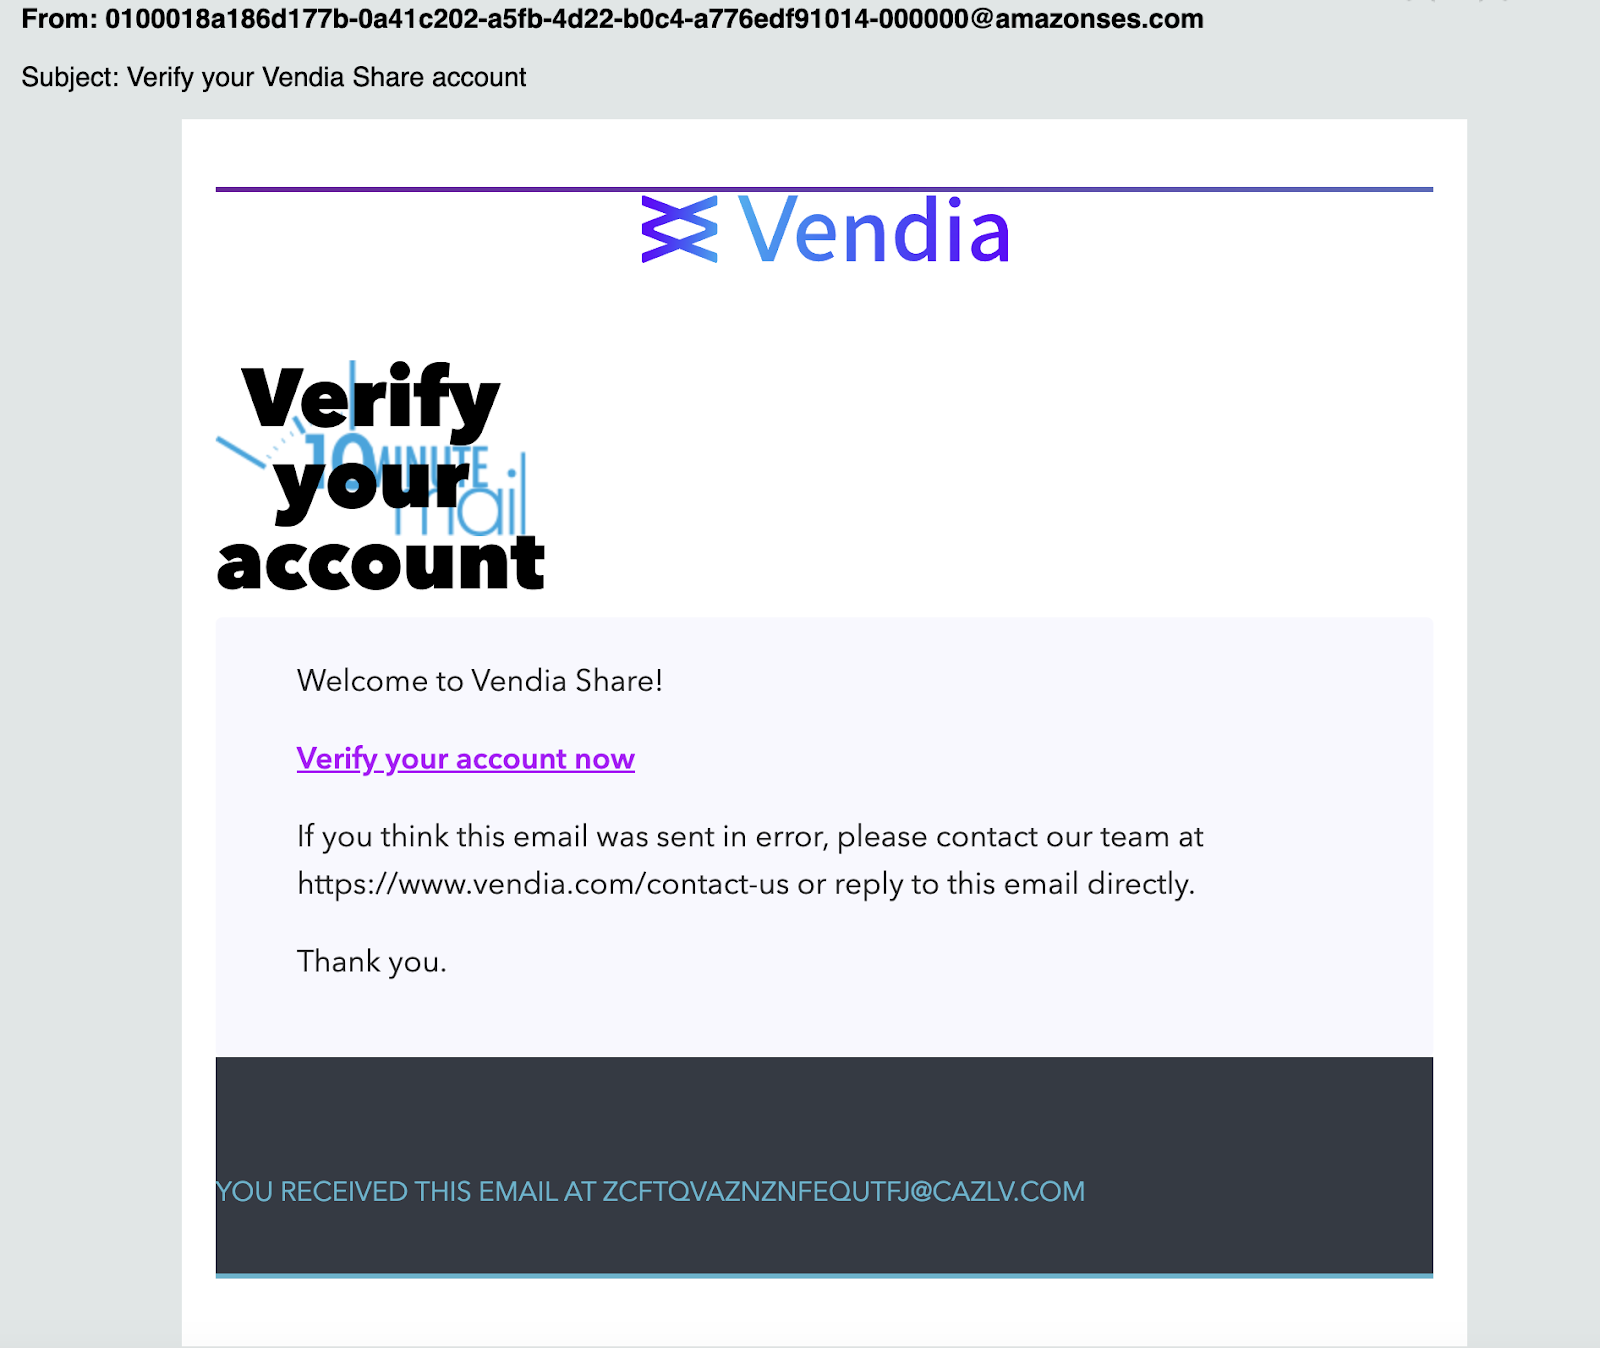 From: 0100018a186d177b-0a41c202-a5fb-4d22-b0c4-a776edf91014-000000@amazonses.com
Subject: Verify your Vendia Share account
Vendia
Verify
10 MINUTE
your
mail
account
Welcome to Vendia Share!
Verify your account now
If you think this email was sent in error, please contact our team at
https://www.vendia.com/contact-us or reply to this email directly.
Thank you.
YOU RECEIVED THIS EMAIL AT ZCFTQVAZNZNFEQUTFJ@CAZLV.COM